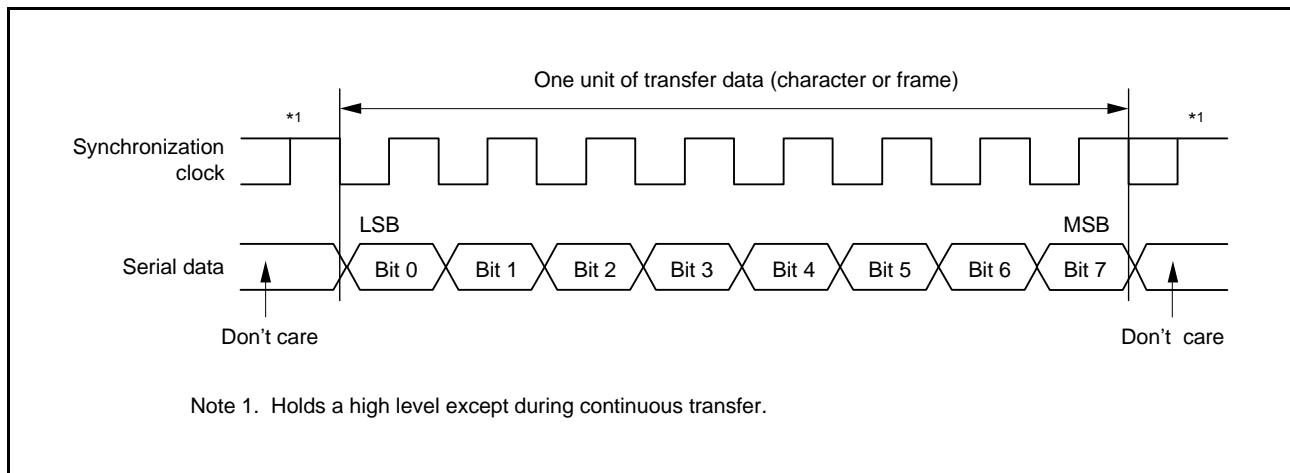 One unit of transfer data (character or frame)
*1
*1
Synchronization
clock
LSB
MSB
Serial data
Bit 0
Bit 1
Bit 2
Bit 3
Bit 4
Bit 5
Bit 6
Bit 7
Don’t care
Don’t care
Note 1. Holds a high level except during continuous transfer.